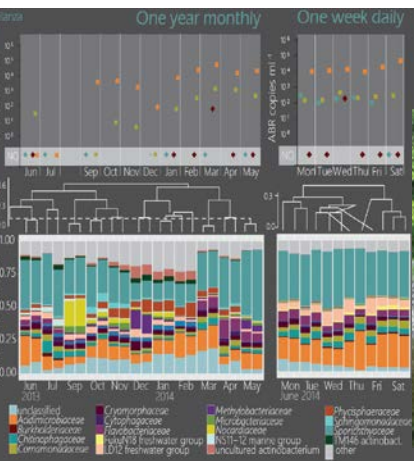 One year monthly
One week daily
ABR copies ml⁻¹
ND
Jun Jul Sep Oct Nov Dec Jan Mar Apr May
Mon Tue Wed Thu Fri Sat
1.00
0.75
0.50
0.25
0.00
Jun Jul Sep Oct Nov Dec Jan Feb Mar Apr May
2013 2014
Mon Tue Wed Thu Fri Sat
June 2014
unclassified
Acidimicrobiaceae
Burkholderiaceae
Chitinophagaceae
Comamonadaceae
Cryomorphaceae
Cytophagaceae
Flavobacteriaceae
FukuN18 freshwater group
LD12 freshwater group
Methylobacteriaceae
Microbacteriaceae
Nocardiaceae
NS11-12 marine group
uncultured actinobacterium
Phycisphaeraceae
Sphingomonadaceae
Sporichthyaceae
TM146 actinobact.
other